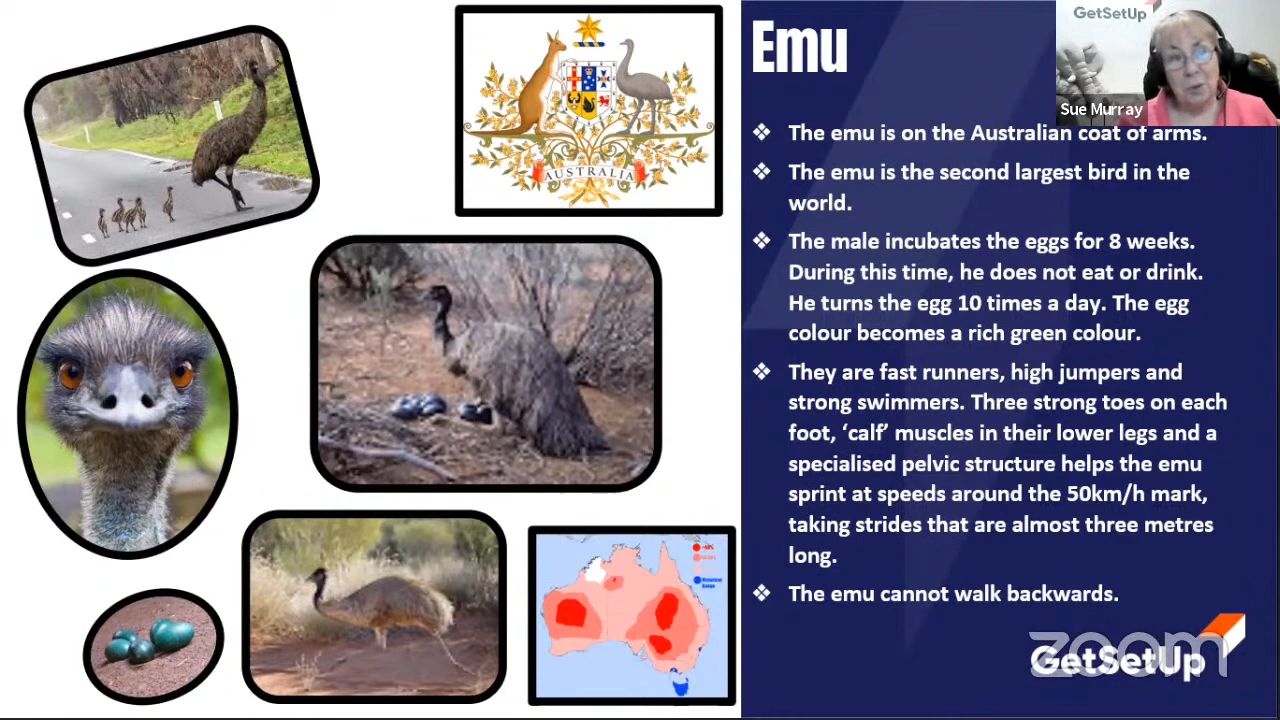 Emu
GetSetUp
Sue Murray
❖ The emu is on the Australian coat of arms.
❖ The emu is the second largest bird in the
world.
❖ The male incubates the eggs for 8 weeks.
During this time, he does not eat or drink.
He turns the egg 10 times a day. The egg
colour becomes a rich green colour.
❖ They are fast runners, high jumpers and
strong swimmers. Three strong toes on each
foot, ‘calf’ muscles in their lower legs and a
specialised pelvic structure helps the emu
sprint at speeds around the 50km/h mark,
taking strides that are almost three metres
long.
❖ The emu cannot walk backwards.
AUSTRALIA
zoom
GetSetUp